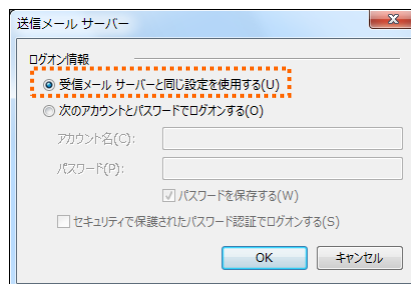 送信メール サーバー
ログオン情報
受信メール サーバーと同じ設定を使用する(U)
次のアカウントとパスワードでログオンする(O)
アカウント名(C):
パスワード(P):
パスワードを保存する(W)
セキュリティで保護されたパスワード認証でログオンする(S)
OK キャンセル